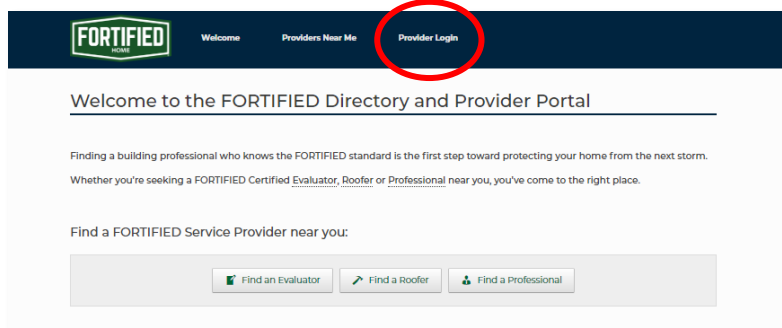 FORTIFIED
HOME
Welcome Providers Near Me Provider Login
Welcome to the FORTIFIED Directory and Provider Portal
Finding a building professional who knows the FORTIFIED standard is the first step toward protecting your home from the next storm.
Whether you're seeking a FORTIFIED Certified Evaluator, Roofer or Professional near you, you've come to the right place.
Find a FORTIFIED Service Provider near you:
Find an Evaluator Find a Roofer Find a Professional